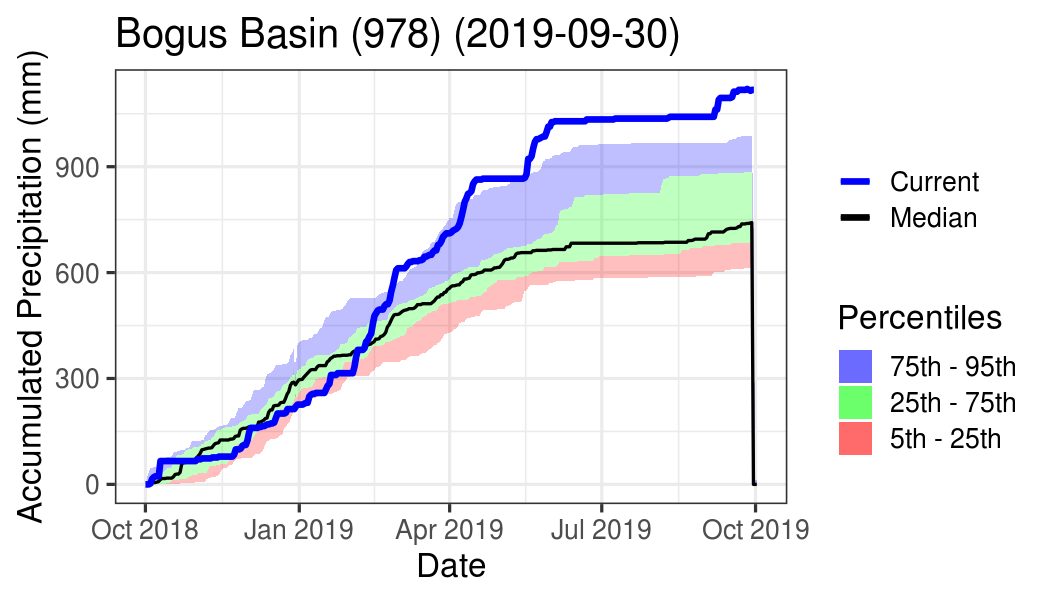 Bogus Basin (978) (2019-09-30)
Accumulated Precipitation (mm)
900
600
300
0
Oct 2018
Jan 2019
Apr 2019
Jul 2019
Oct 2019
Date
Current
Median
Percentiles
75th - 95th
25th - 75th
5th - 25th